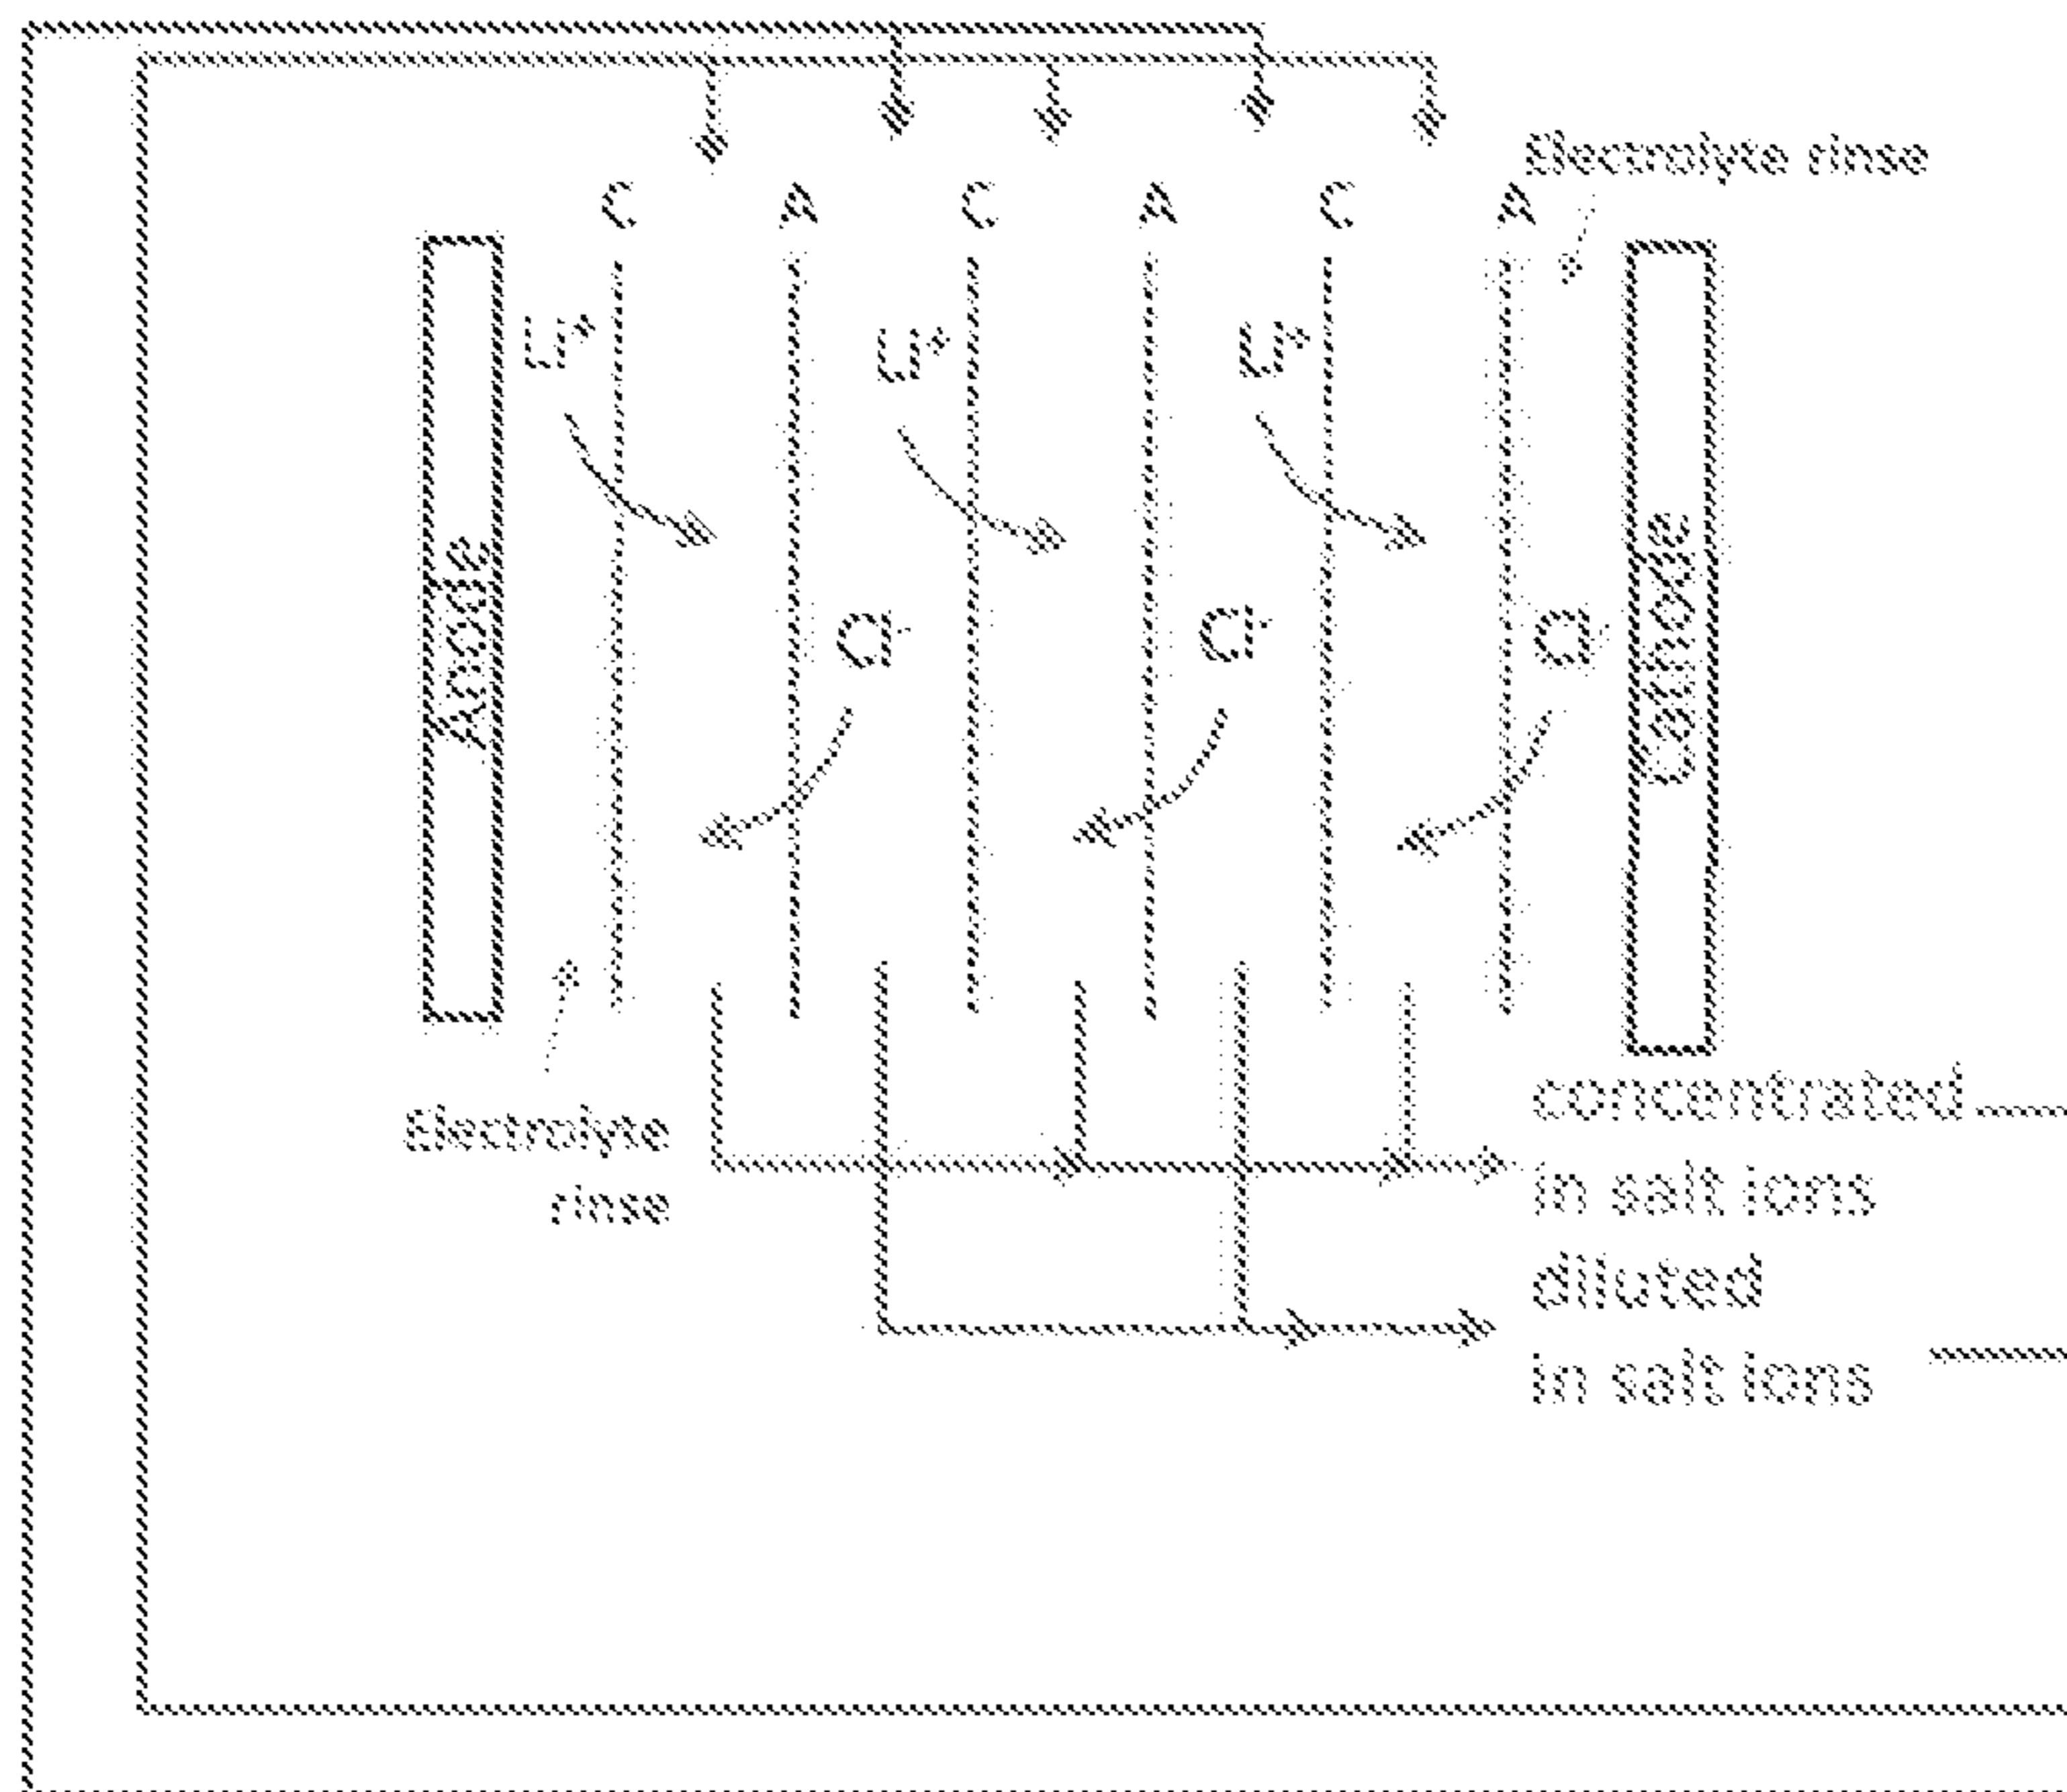 Electrolyte rinse
C A C A C A
Li+ Li+ Li+
Anode
Cathode
Cl- Cl- Cl-
Electrolyte
rinse
concentrated
in salt ions
diluted
in salt ions